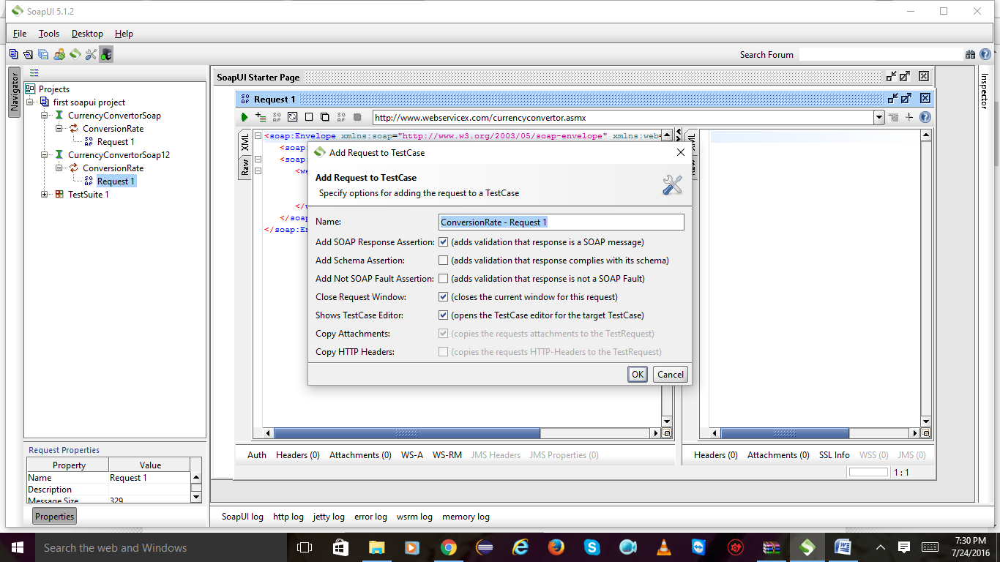 SoapUI 5.1.2
File Tools Desktop Help
Search Forum
Navigator
Projects
first soapui project
CurrencyConvertorSoap
ConversionRate
Request 1
CurrencyConvertorSoap12
ConversionRate
Request 1
TestSuite 1
Request Properties
Property Value
Name Request 1
Description
Message Size 329
Properties
SoapUI Starter Page
Request 1
http://www.webservicex.com/currencyconvertor.asmx
XML
Raw
<soap:Envelope xmlns:soap="http://www.w3.org/2003/05/soap-envelope" xmlns:web=
<soap
<soap
<we
</w
</soap
</soap:En
Add Request to TestCase
Add Request to TestCase
Specify options for adding the request to a TestCase
Name: ConversionRate - Request 1
Add SOAP Response Assertion: (adds validation that response is a SOAP message)
Add Schema Assertion: (adds validation that response complies with its schema)
Add Not SOAP Fault Assertion: (adds validation that response is not a SOAP Fault)
Close Request Window: (closes the current window for this request)
Shows TestCase Editor: (opens the TestCase editor for the target TestCase)
Copy Attachments: (copies the requests attachments to the TestRequest)
Copy HTTP Headers: (copies the requests HTTP-Headers to the TestRequest)
OK Cancel
Auth Headers (0) Attachments (0) WS-A WS-RM JMS Headers JMS Properties (0)
Headers (0) Attachments (0) SSL Info WSS (0) JMS (0)
1 : 1
Inspector
SoapUI log http log jetty log error log wsrm log memory log
Search the web and Windows
7:30 PM
7/24/2016